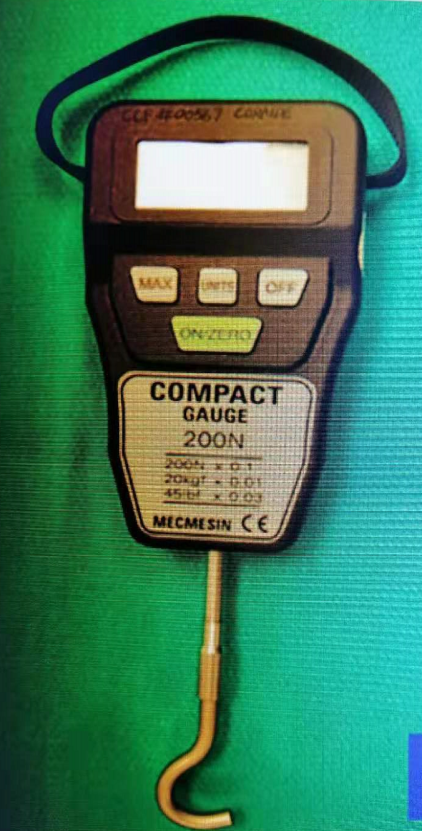 MAX UNITS OFF
ON/ZERO
COMPACT
GAUGE
200N
200N x 0.1
20kgf x 0.01
45lbf x 0.03
MECMESIN CE